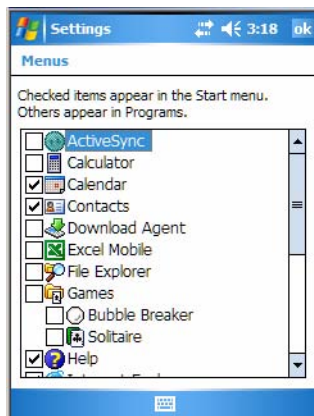 Settings 3:18 ok
Menus
Checked items appear in the Start menu.
Others appear in Programs.
ActiveSync
Calculator
Calendar
Contacts
Download Agent
Excel Mobile
File Explorer
Games
Bubble Breaker
Solitaire
Help